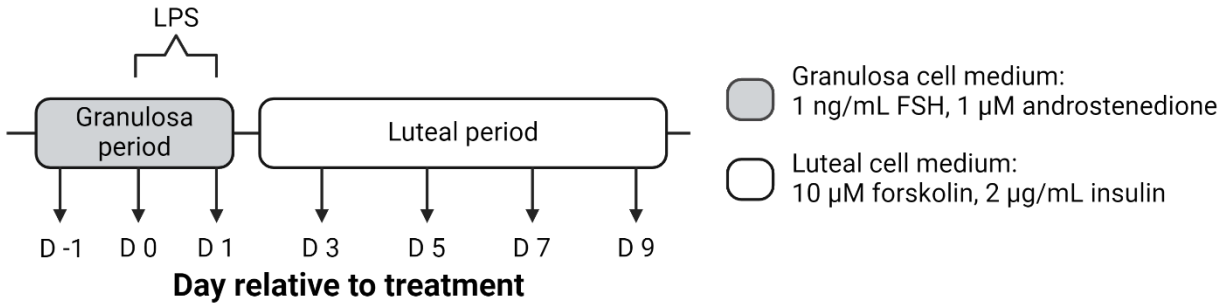 LPS
Granulosa
period
Luteal period
D -1
D 0
D 1
D 3
D 5
D 7
D 9
Day relative to treatment
Granulosa cell medium:
1 ng/mL FSH, 1 µM androstenedione
Luteal cell medium:
10 µM forskolin, 2 µg/mL insulin